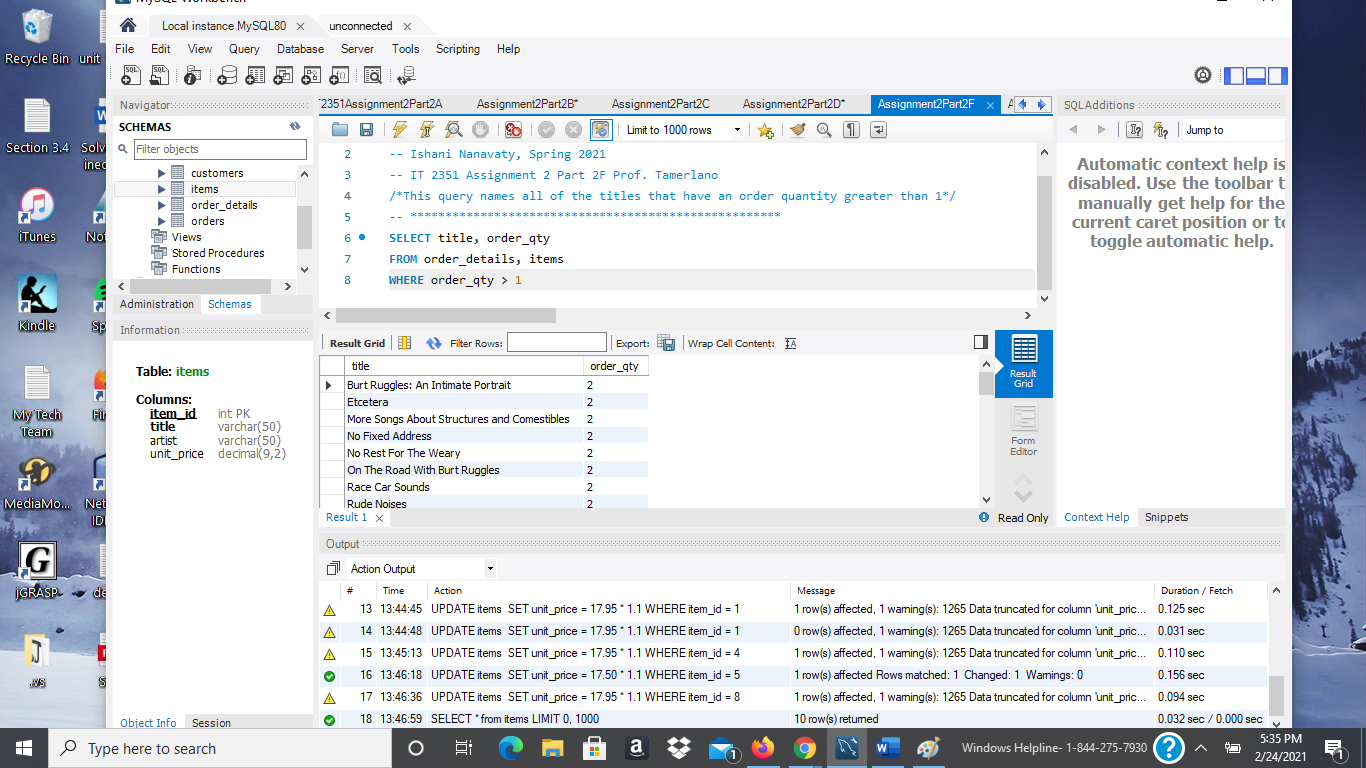 Recycle Bin
unit
Section 3.4
Solv
inec
iTunes
Not
Kindle
Sp
My Tech
Team
Fir
MediaMo...
Net
ID
jGRASP
de
.vs
S
Local instance MySQL80
unconnected
File Edit View Query Database Server Tools Scripting Help
Navigator
SCHEMAS
Filter objects
customers
items
order_details
orders
Views
Stored Procedures
Functions
Administration Schemas
Information
Table: items
Columns:
item_id int PK
title varchar(50)
artist varchar(50)
unit_price decimal(9,2)
Object Info Session
2351Assignment2Part2A Assignment2Part2B* Assignment2Part2C Assignment2Part2D* Assignment2Part2F A
Limit to 1000 rows
2 -- Ishani Nanavaty, Spring 2021
3 -- IT 2351 Assignment 2 Part 2F Prof. Tamerlano
4 /*This query names all of the titles that have an order quantity greater than 1*/
5 -- *****************************************************
6 SELECT title, order_qty
7 FROM order_details, items
8 WHERE order_qty > 1
Result Grid Filter Rows: Export: Wrap Cell Content:
title order_qty
Burt Ruggles: An Intimate Portrait 2
Etcetera 2
More Songs About Structures and Comestibles 2
No Fixed Address 2
No Rest For The Weary 2
On The Road With Burt Ruggles 2
Race Car Sounds 2
Rude Noises 2
Result
Grid
Form
Editor
Result 1
Read Only
SQLAdditions
Jump to
Automatic context help is
disabled. Use the toolbar t
manually get help for the
current caret position or to
toggle automatic help.
Context Help Snippets
Output
Action Output
# Time Action Message Duration / Fetch
13 13:44:45 UPDATE items SET unit_price = 17.95 * 1.1 WHERE item_id = 1 1 row(s) affected, 1 warning(s): 1265 Data truncated for column 'unit_pric... 0.125 sec
14 13:44:48 UPDATE items SET unit_price = 17.95 * 1.1 WHERE item_id = 1 0 row(s) affected, 1 warning(s): 1265 Data truncated for column 'unit_pric... 0.031 sec
15 13:45:13 UPDATE items SET unit_price = 17.95 * 1.1 WHERE item_id = 4 1 row(s) affected, 1 warning(s): 1265 Data truncated for column 'unit_pric... 0.110 sec
16 13:46:18 UPDATE items SET unit_price = 17.50 * 1.1 WHERE item_id = 5 1 row(s) affected Rows matched: 1 Changed: 1 Warnings: 0 0.156 sec
17 13:46:36 UPDATE items SET unit_price = 17.95 * 1.1 WHERE item_id = 8 1 row(s) affected, 1 warning(s): 1265 Data truncated for column 'unit_pric... 0.094 sec
18 13:46:59 SELECT * from items LIMIT 0, 1000 10 row(s) returned 0.032 sec / 0.000 sec
Type here to search
Windows Helpline- 1-844-275-7930
5:35 PM
2/24/2021